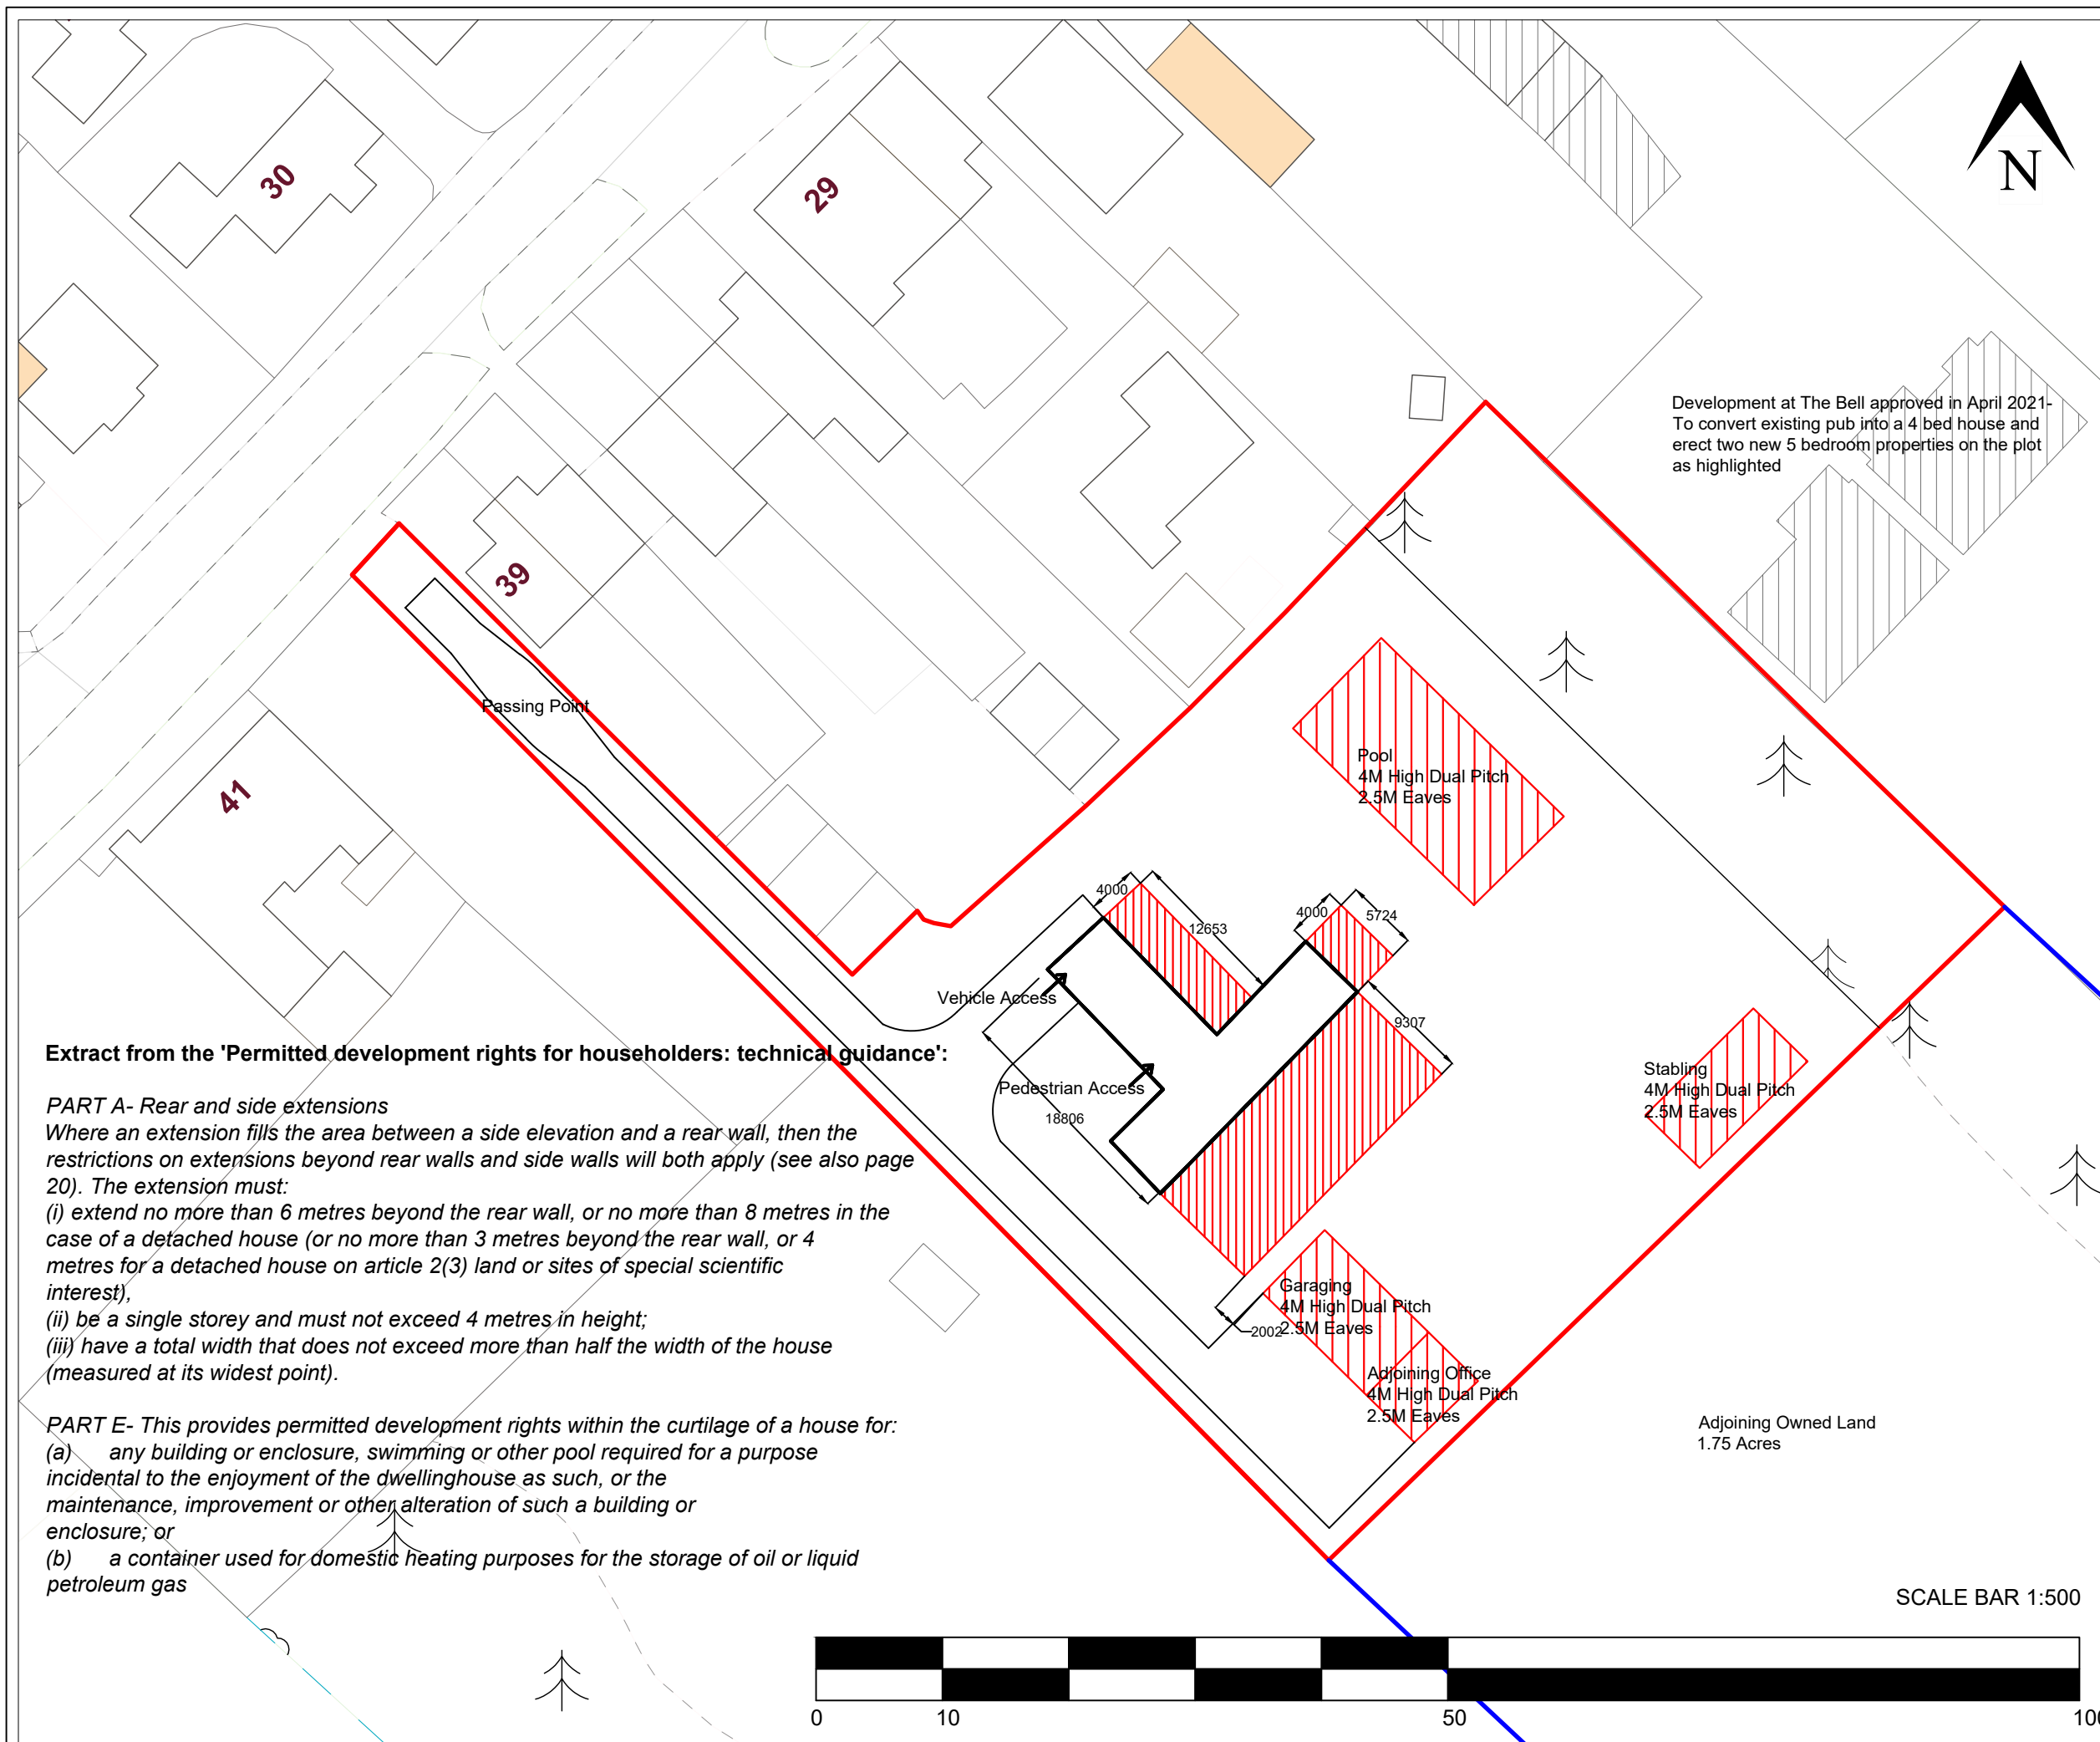 30
29
N
Development at The Bell approved in April 2021-
To convert existing pub into a 4 bed house and
erect two new 5 bedroom properties on the plot
as highlighted
39
Passing Point
41
Pool
4M High Dual Pitch
2.5M Eaves
4000
12653
4000
5724
9307
Vehicle Access
Pedestrian Access
18806
Stabling
4M High Dual Pitch
2.5M Eaves
Garaging
4M High Dual Pitch
2.5M Eaves
2002
Adjoining Office
4M High Dual Pitch
2.5M Eaves
Adjoining Owned Land
1.75 Acres
Extract from the 'Permitted development rights for householders: technical guidance':
PART A- Rear and side extensions
Where an extension fills the area between a side elevation and a rear wall, then the
restrictions on extensions beyond rear walls and side walls will both apply (see also page
20). The extension must:
(i) extend no more than 6 metres beyond the rear wall, or no more than 8 metres in the
case of a detached house (or no more than 3 metres beyond the rear wall, or 4
metres for a detached house on article 2(3) land or sites of special scientific
interest),
(ii) be a single storey and must not exceed 4 metres in height;
(iii) have a total width that does not exceed more than half the width of the house
(measured at its widest point).
PART E- This provides permitted development rights within the curtilage of a house for:
(a) any building or enclosure, swimming or other pool required for a purpose
incidental to the enjoyment of the dwellinghouse as such, or the
maintenance, improvement or other alteration of such a building or
enclosure; or
(b) a container used for domestic heating purposes for the storage of oil or liquid
petroleum gas
SCALE BAR 1:500
0 10 50 100